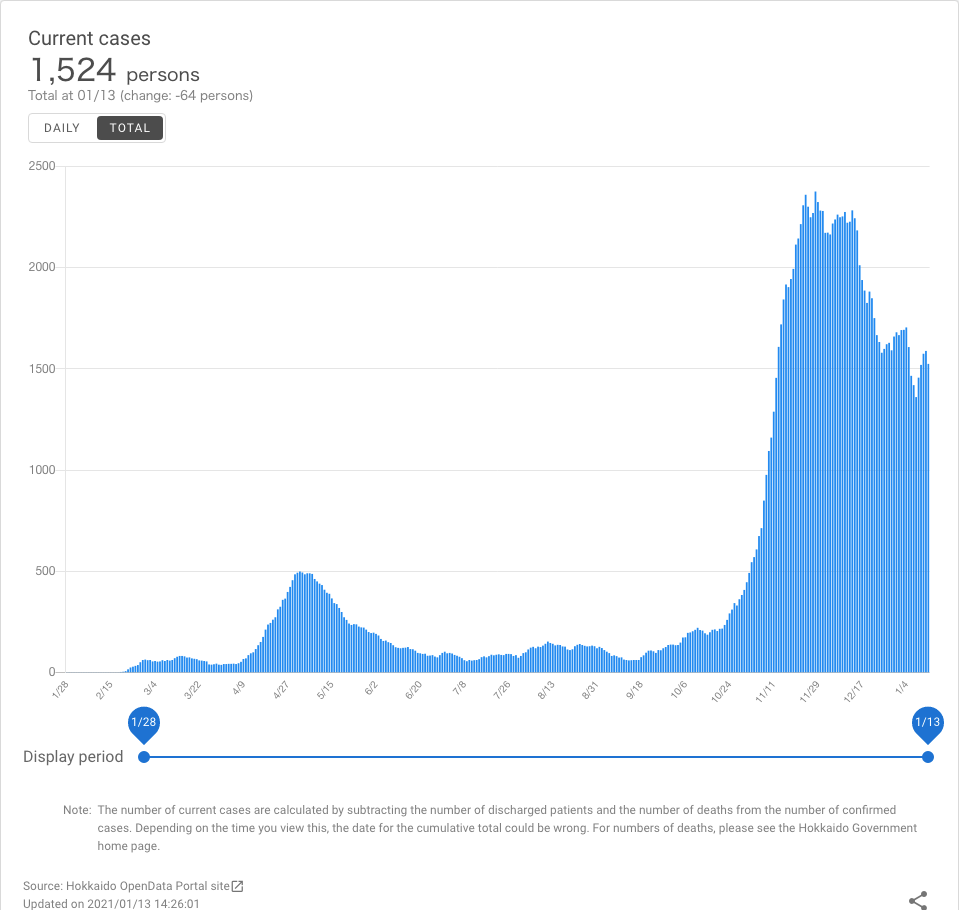 Current cases
1,524 persons
Total at 01/13 (change: -64 persons)
DAILY TOTAL
2500
2000
1500
1000
500
0
1/28 2/15 3/4 3/22 4/9 4/27 5/15 6/2 6/20 7/8 7/26 8/13 8/31 9/18 10/6 10/24 11/11 11/29 12/17 1/4
1/28 1/13
Display period
Note: The number of current cases are calculated by subtracting the number of discharged patients and the number of deaths from the number of confirmed
cases. Depending on the time you view this, the date for the cumulative total could be wrong. For numbers of deaths, please see the Hokkaido Government
home page.
Source: Hokkaido OpenData Portal site
Updated on 2021/01/13 14:26:01